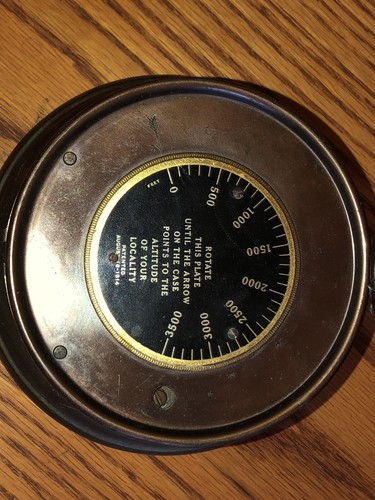 FEET
0
500
1000
1500
2000
2500
3000
3500
ROTATE
THIS PLATE
UNTIL THE ARROW
ON THE CASE
POINTS TO THE
ALTITUDE
OF YOUR
LOCALITY
PATENTED